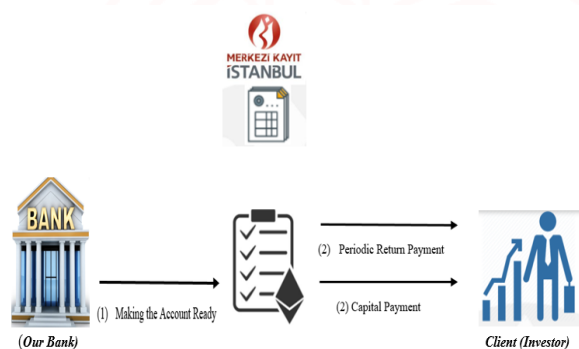 MERKEZİ KAYIT
İSTANBUL
BANK
(1) Making the Account Ready
(2) Periodic Return Payment
(2) Capital Payment
(Our Bank)
Client (Investor)